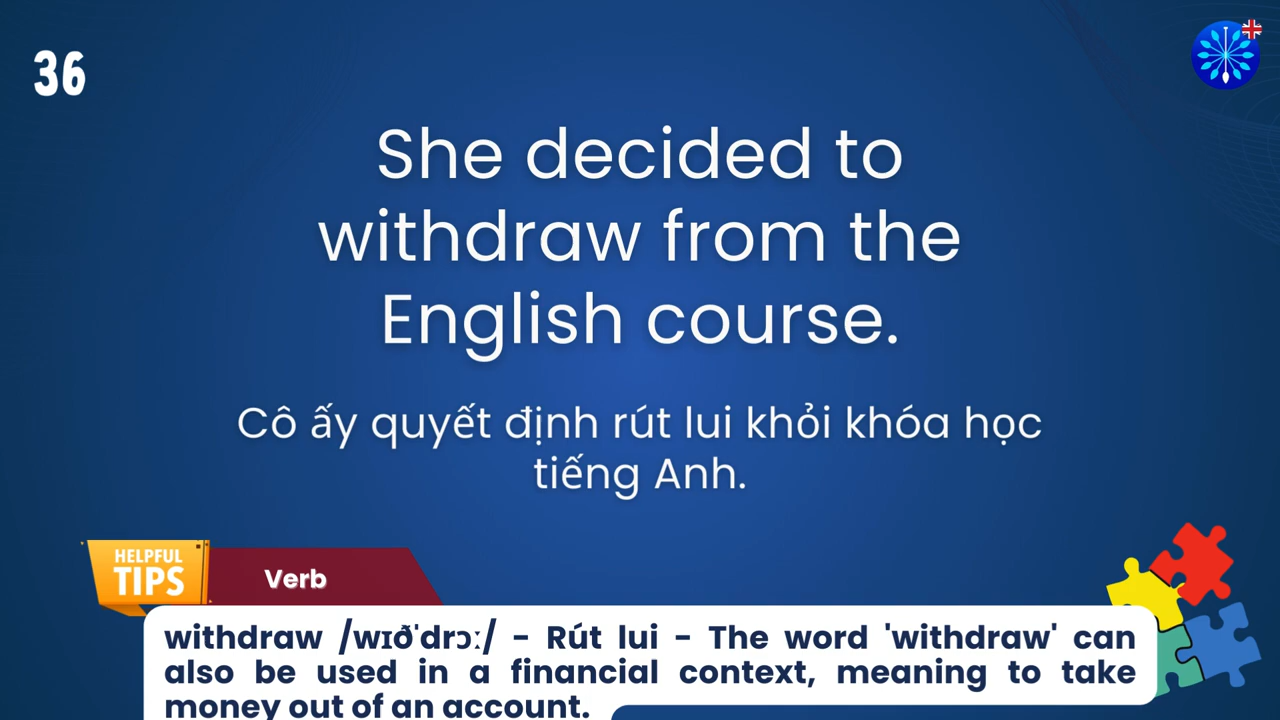 36
She decided to
withdraw from the
English course.
Cô ấy quyết định rút lui khỏi khóa học
tiếng Anh.
HELPFUL
TIPS
Verb
withdraw /wɪðˈdrɔː/ - Rút lui - The word 'withdraw' can
also be used in a financial context, meaning to take
money out of an account.